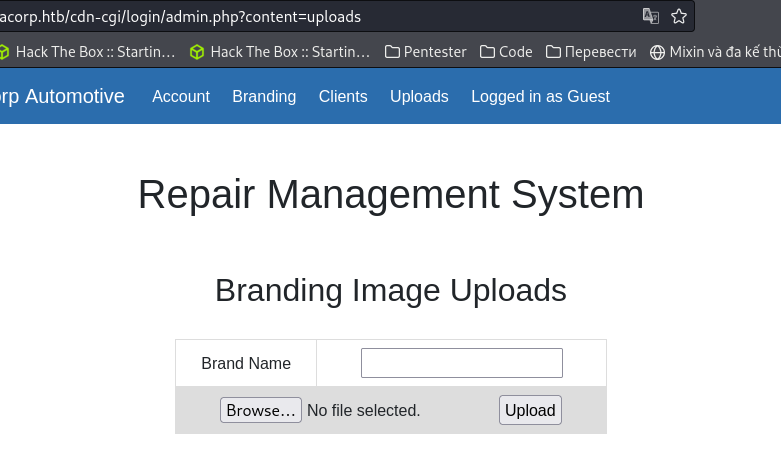 acorp.htb/cdn-cgi/login/admin.php?content=uploads
Hack The Box :: Startin… Hack The Box :: Startin… Pentester Code Перевести Mixin và đa kế th
rp Automotive Account Branding Clients Uploads Logged in as Guest
Repair Management System
Branding Image Uploads
Brand Name
Browse… No file selected. Upload